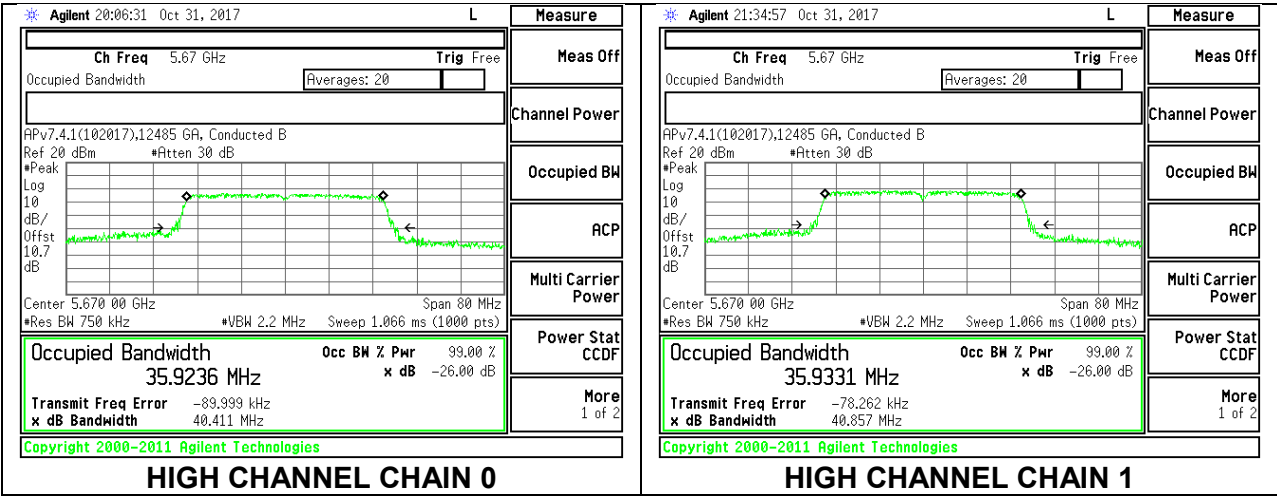 Agilent 20:06:31 Oct 31, 2017 L Measure
Ch Freq 5.67 GHz Trig Free
Occupied Bandwidth Averages: 20
APv7.4.1(102017),12485 GA, Conducted B
Ref 20 dBm #Atten 30 dB
#Peak
Log
10
dB/
Offst
10.7
dB
Center 5.670 00 GHz Span 80 MHz
#Res BW 750 kHz #VBW 2.2 MHz Sweep 1.066 ms (1000 pts)
Occupied Bandwidth Occ BW % Pwr 99.00 %
35.9236 MHz x dB -26.00 dB
Transmit Freq Error -89.999 kHz
x dB Bandwidth 40.411 MHz
Copyright 2000-2011 Agilent Technologies
Meas Off
Channel Power
Occupied BW
ACP
Multi Carrier
Power
Power Stat
CCDF
More
1 of 2
HIGH CHANNEL CHAIN 0
Agilent 21:34:57 Oct 31, 2017 L Measure
Ch Freq 5.67 GHz Trig Free
Occupied Bandwidth Averages: 20
APv7.4.1(102017),12485 GA, Conducted B
Ref 20 dBm #Atten 30 dB
#Peak
Log
10
dB/
Offst
10.7
dB
Center 5.670 00 GHz Span 80 MHz
#Res BW 750 kHz #VBW 2.2 MHz Sweep 1.066 ms (1000 pts)
Occupied Bandwidth Occ BW % Pwr 99.00 %
35.9331 MHz x dB -26.00 dB
Transmit Freq Error -78.262 kHz
x dB Bandwidth 40.857 MHz
Copyright 2000-2011 Agilent Technologies
Meas Off
Channel Power
Occupied BW
ACP
Multi Carrier
Power
Power Stat
CCDF
More
1 of 2
HIGH CHANNEL CHAIN 1